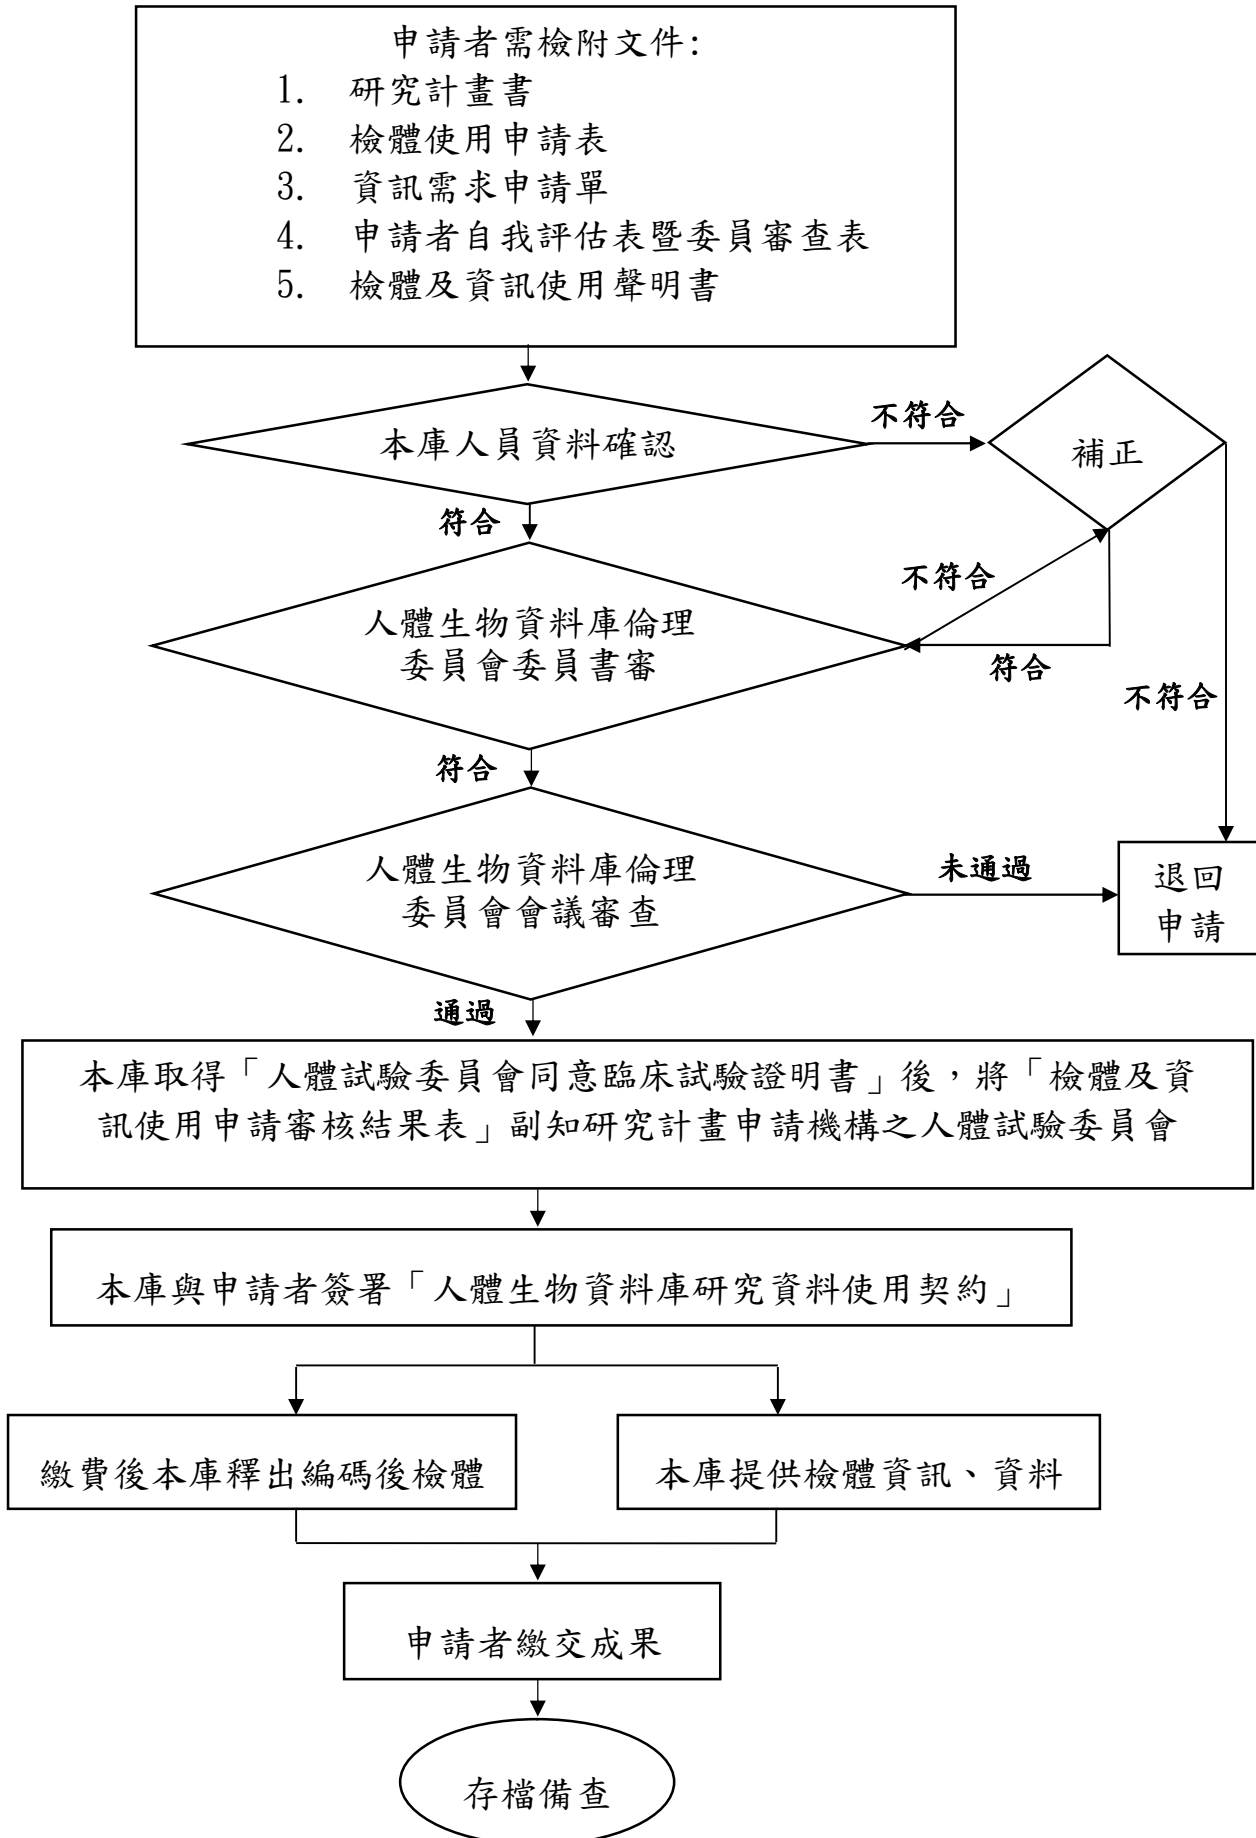 申請者需檢附文件:
1. 研究計畫書
2. 檢體使用申請表
3. 資訊需求申請單
4. 申請者自我評估表暨委員審查表
5. 檢體及資訊使用聲明書
不符合
本庫人員資料確認
補正
符合
不符合
人體生物資料庫倫理
委員會委員書審
符合
不符合
符合
人體生物資料庫倫理
委員會會議審查
未通過
退回
申請
通過
本庫取得「人體試驗委員會同意臨床試驗證明書」後，將「檢體及資
訊使用申請審核結果表」副知研究計畫申請機構之人體試驗委員會
本庫與申請者簽署「人體生物資料庫研究資料使用契約」
繳費後本庫釋出編碼後檢體
本庫提供檢體資訊、資料
申請者繳交成果
存檔備查